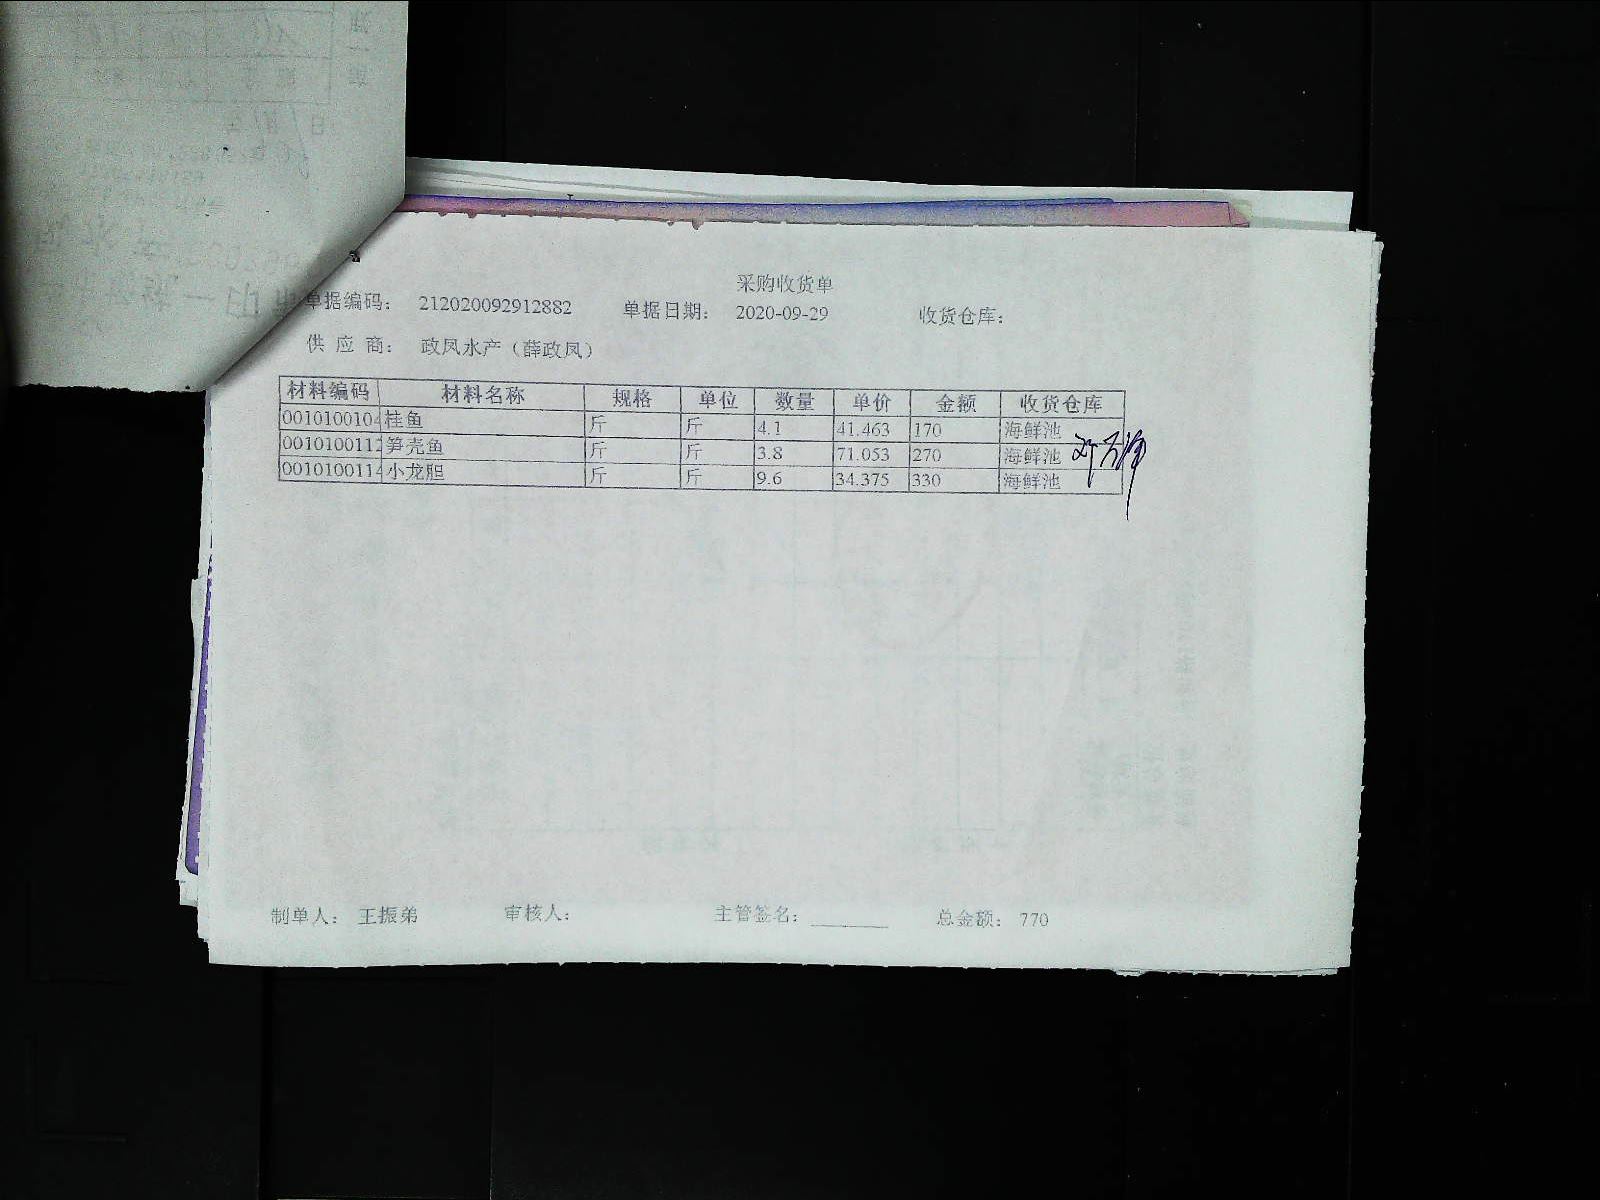 采购收货单
单据编码： 212020092912882 单据日期： 2020-09-29 收货仓库：
供 应 商： 政凤水产（薛政凤）
材料编码 材料名称 规格 单位 数量 单价 金额 收货仓库
0010100104 桂鱼 斤 斤 4.1 41.463 170 海鲜池
0010100112 笋壳鱼 斤 斤 3.8 71.053 270 海鲜池
0010100114 小龙胆 斤 斤 9.6 34.375 330 海鲜池
制单人： 王振弟 审核人： 主管签名： 总金额： 770